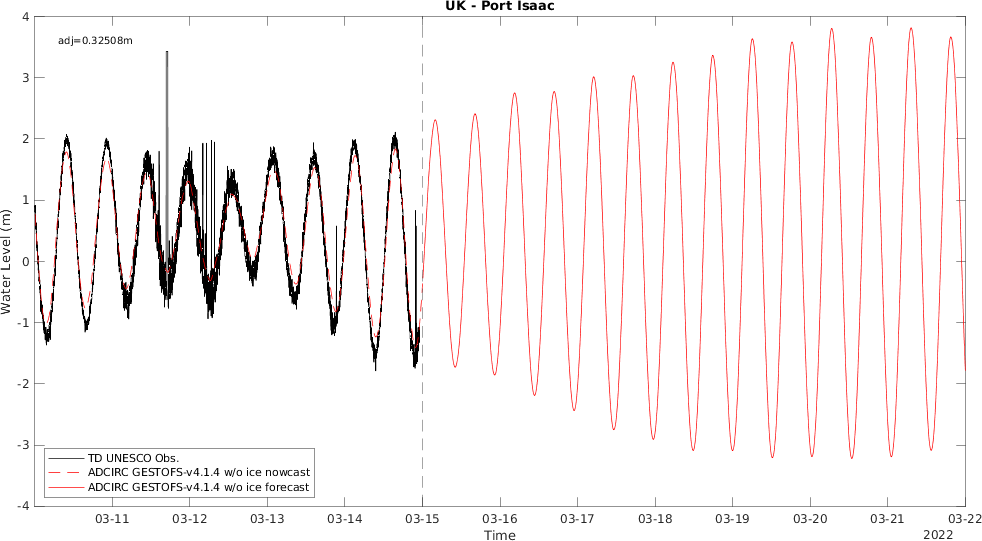 UK - Port Isaac
adj=0.32508m
4
3
2
1
0
-1
-2
-3
-4
Water Level (m)
TD UNESCO Obs.
ADCIRC GESTOFS-v4.1.4 w/o ice nowcast
ADCIRC GESTOFS-v4.1.4 w/o ice forecast
03-11 03-12 03-13 03-14 03-15 03-16 03-17 03-18 03-19 03-20 03-21 03-22
Time
2022